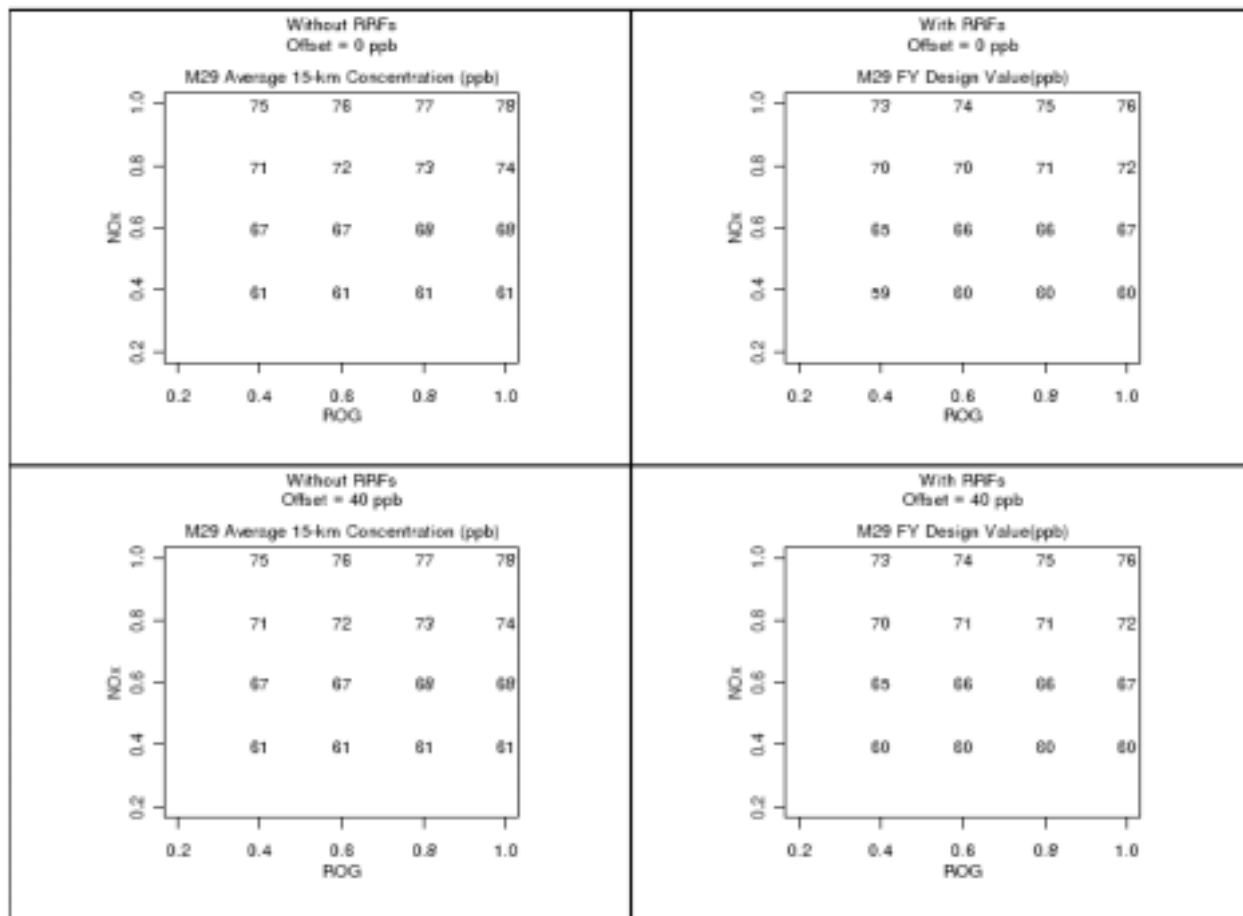 Without RRFs
Offset = 0 ppb
M29 Average 15-km Concentration (ppb)
1.0 75 76 77 78
0.8 71 72 73 74
NOx
0.6 67 67 68 68
0.4 61 61 61 61
0.2
0.2 0.4 0.6 0.8 1.0
ROG
With RRFs
Offset = 0 ppb
M29 FY Design Value(ppb)
1.0 73 74 75 76
0.8 70 70 71 72
NOx
0.6 65 66 66 67
0.4 59 60 60 60
0.2
0.2 0.4 0.6 0.8 1.0
ROG
Without RRFs
Offset = 40 ppb
M29 Average 15-km Concentration (ppb)
1.0 75 76 77 78
0.8 71 72 73 74
NOx
0.6 67 67 68 68
0.4 61 61 61 61
0.2
0.2 0.4 0.6 0.8 1.0
ROG
With RRFs
Offset = 40 ppb
M29 FY Design Value(ppb)
1.0 73 74 75 76
0.8 70 71 71 72
NOx
0.6 65 66 66 67
0.4 60 60 60 60
0.2
0.2 0.4 0.6 0.8 1.0
ROG